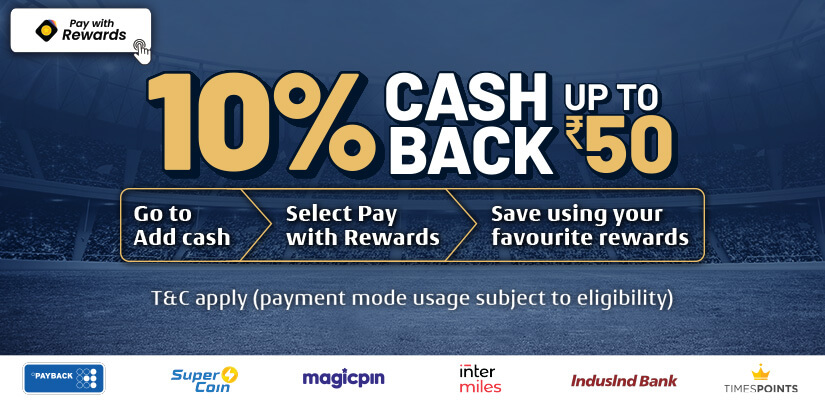 Pay with
Rewards
10% CASH BACK UP TO ₹50
Go to
Add cash
Select Pay
with Rewards
Save using your
favourite rewards
T&C apply (payment mode usage subject to eligibility)
PAYBACK
Super Coin
magicpin
inter miles
IndusInd Bank
TIMESPOINTS